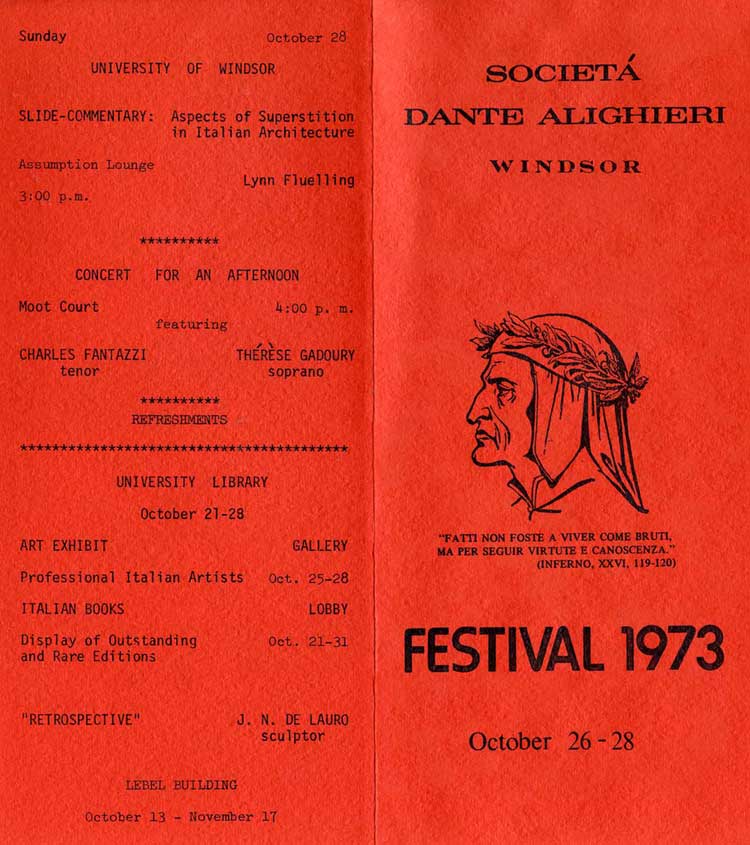 Sunday October 28
UNIVERSITY OF WINDSOR
SLIDE-COMMENTARY: Aspects of Superstition
in Italian Architecture
Assumption Lounge
Lynn Fluelling
3:00 p.m.
**********
CONCERT FOR AN AFTERNOON
Moot Court 4:00 p. m.
featuring
CHARLES FANTAZZI THÉRÈSE GADOURY
tenor soprano
**********
REFRESHMENTS
*****************************************
UNIVERSITY LIBRARY
October 21-28
ART EXHIBIT GALLERY
Professional Italian Artists Oct. 25-28
ITALIAN BOOKS LOBBY
Display of Outstanding Oct. 21-31
and Rare Editions
"RETROSPECTIVE" J. N. DE LAURO
sculptor
LEBEL BUILDING
October 13 - November 17
SOCIETÁ
DANTE ALIGHIERI
WINDSOR
"FATTI NON FOSTE A VIVER COME BRUTI,
MA PER SEGUIR VIRTUTE E CANOSCENZA."
(INFERNO, XXVI, 119-120)
FESTIVAL 1973
October 26-28